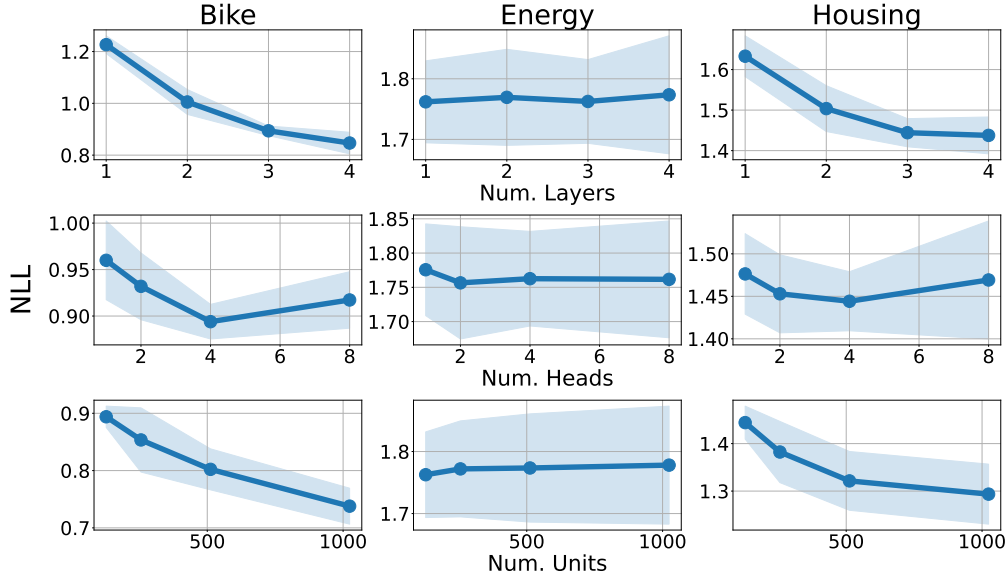 Bike Energy Housing
1.2 1.0 0.8 1 2 3 4
1.8 1.7 1 2 3 4
1.6 1.5 1.4 1 2 3 4
Num. Layers
NLL
1.00 0.95 0.90 2 4 6 8
1.85 1.80 1.75 1.70 2 4 6 8
1.50 1.45 1.40 2 4 6 8
Num. Heads
0.9 0.8 0.7 500 1000
1.8 1.7 500 1000
1.4 1.3 500 1000
Num. Units